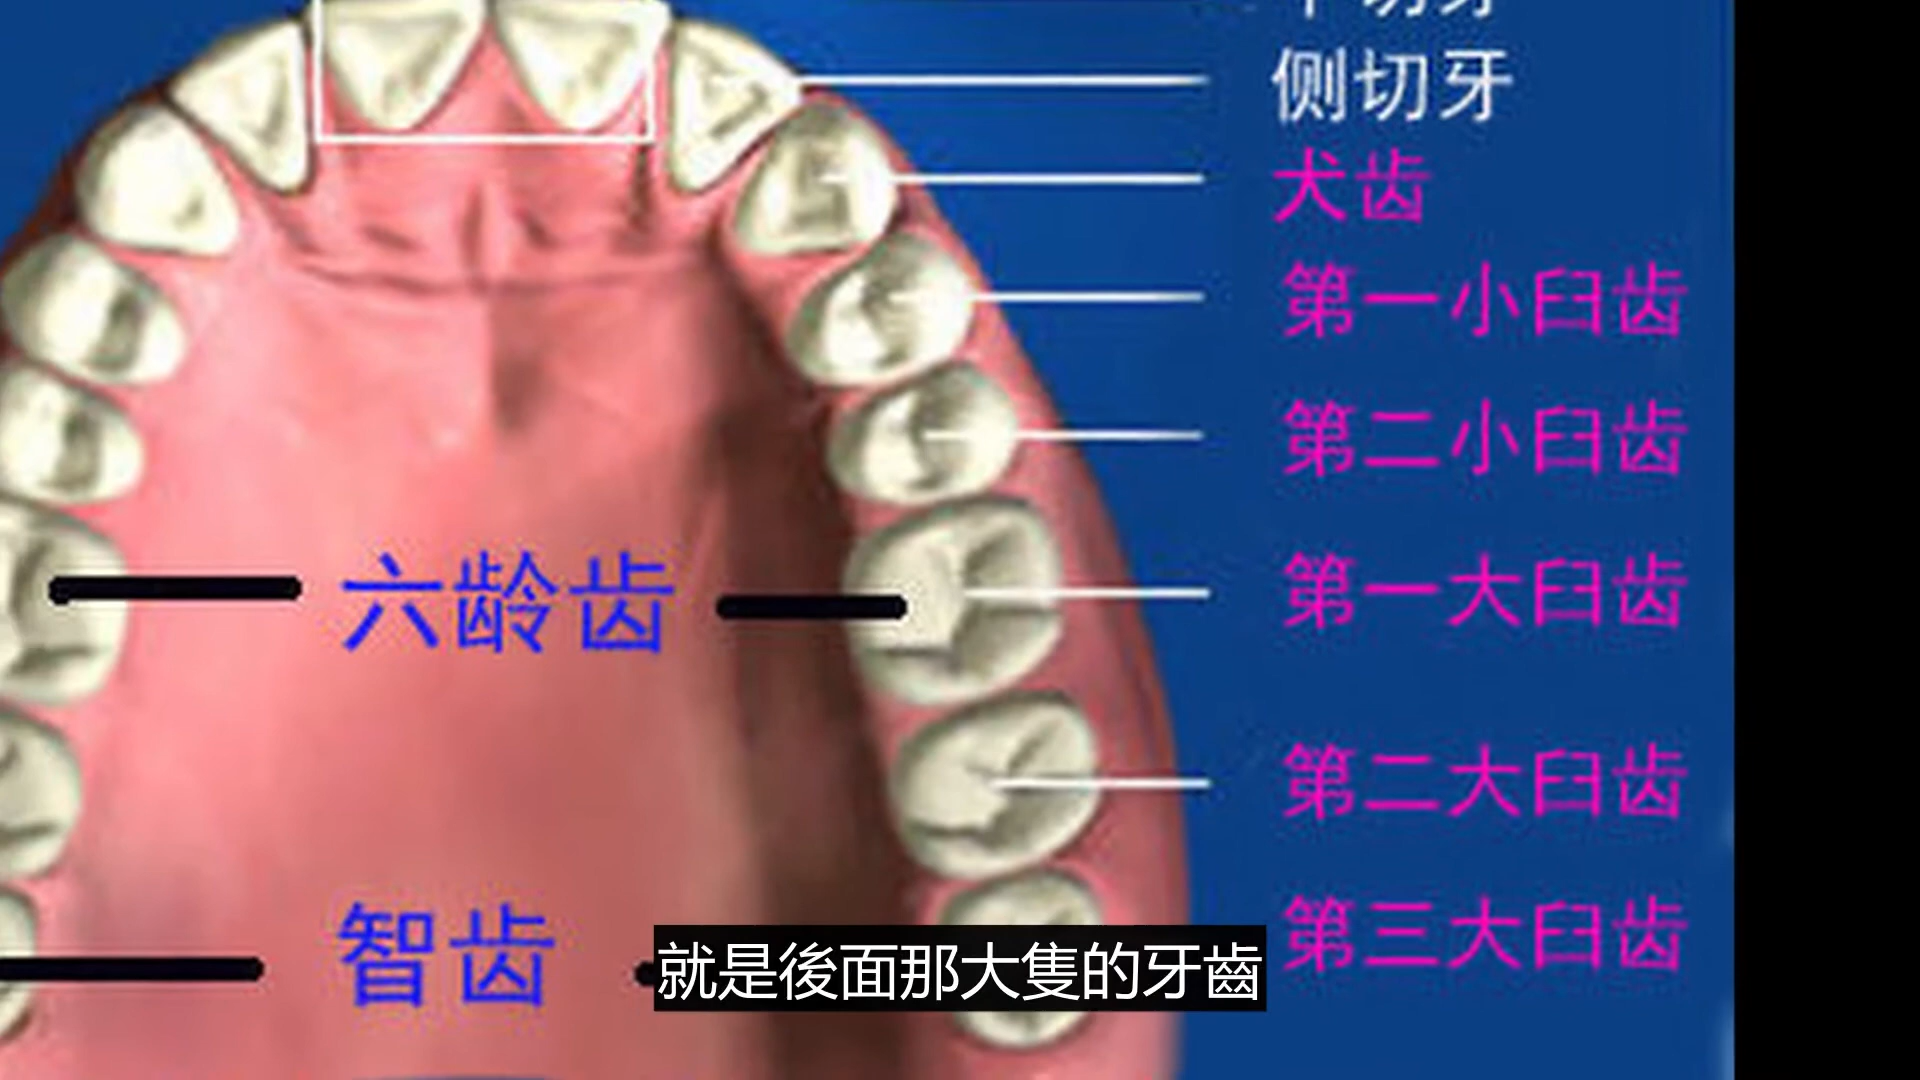 侧切牙
犬齿
第一小臼齿
第二小臼齿
六龄齿
第一大臼齿
第二大臼齿
智齿
第三大臼齿
就是後面那大隻的牙齒